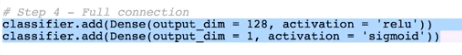 # Step 4 - Full connection
classifier.add(Dense(output_dim = 128, activation = 'relu'))
classifier.add(Dense(output_dim = 1, activation = 'sigmoid'))